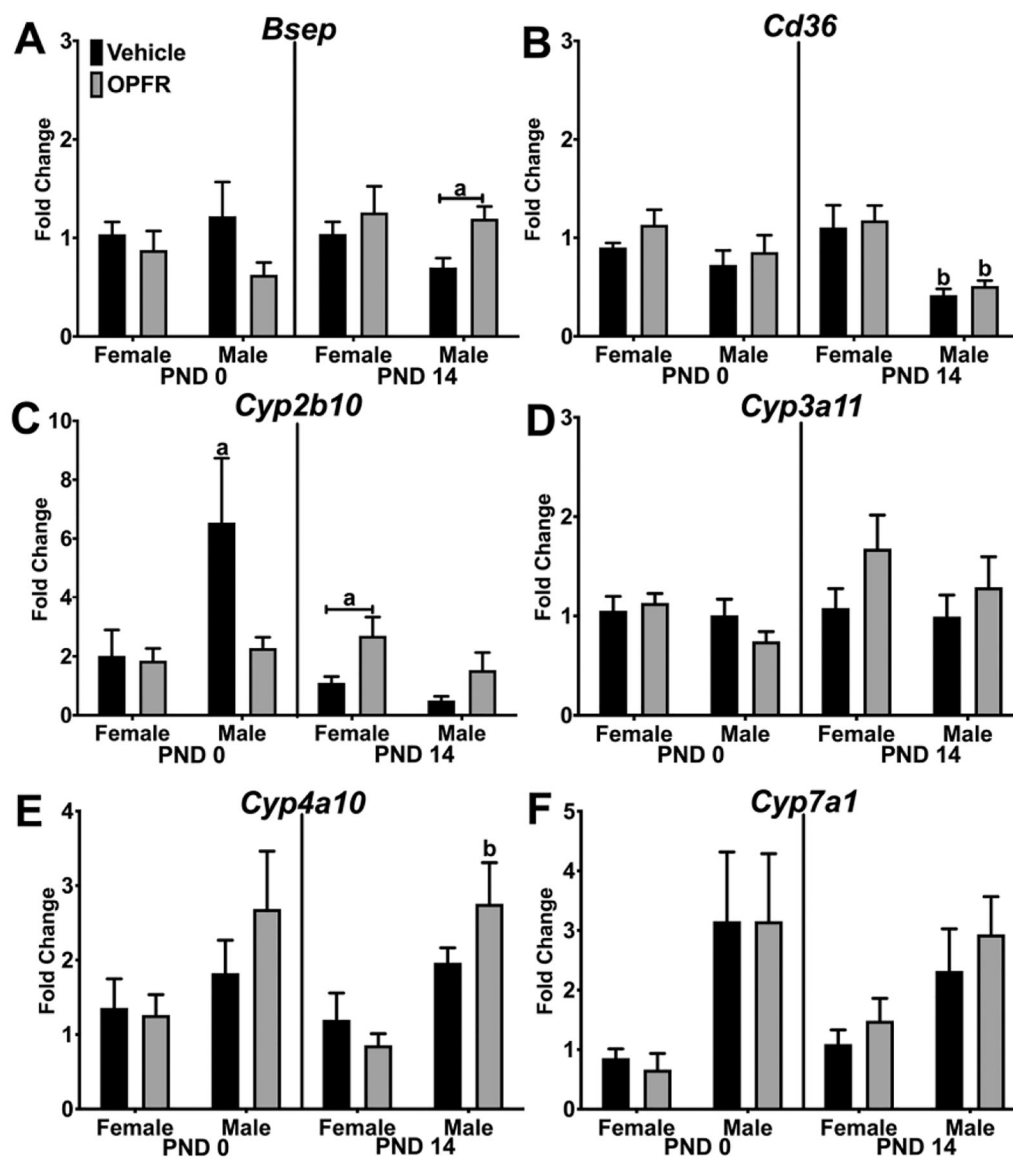 A
Bsep
Vehicle
OPFR
Fold Change
3
2
1
0
a
Female Male Female Male
PND 0 PND 14
B
Cd36
Fold Change
3
2
1
0
b b
Female Male Female Male
PND 0 PND 14
C
Cyp2b10
Fold Change
10
8
6
4
2
0
a
a
Female Male Female Male
PND 0 PND 14
D
Cyp3a11
Fold Change
3
2
1
0
Female Male Female Male
PND 0 PND 14
E
Cyp4a10
Fold Change
4
3
2
1
0
b
Female Male Female Male
PND 0 PND 14
F
Cyp7a1
Fold Change
5
4
3
2
1
0
Female Male Female Male
PND 0 PND 14